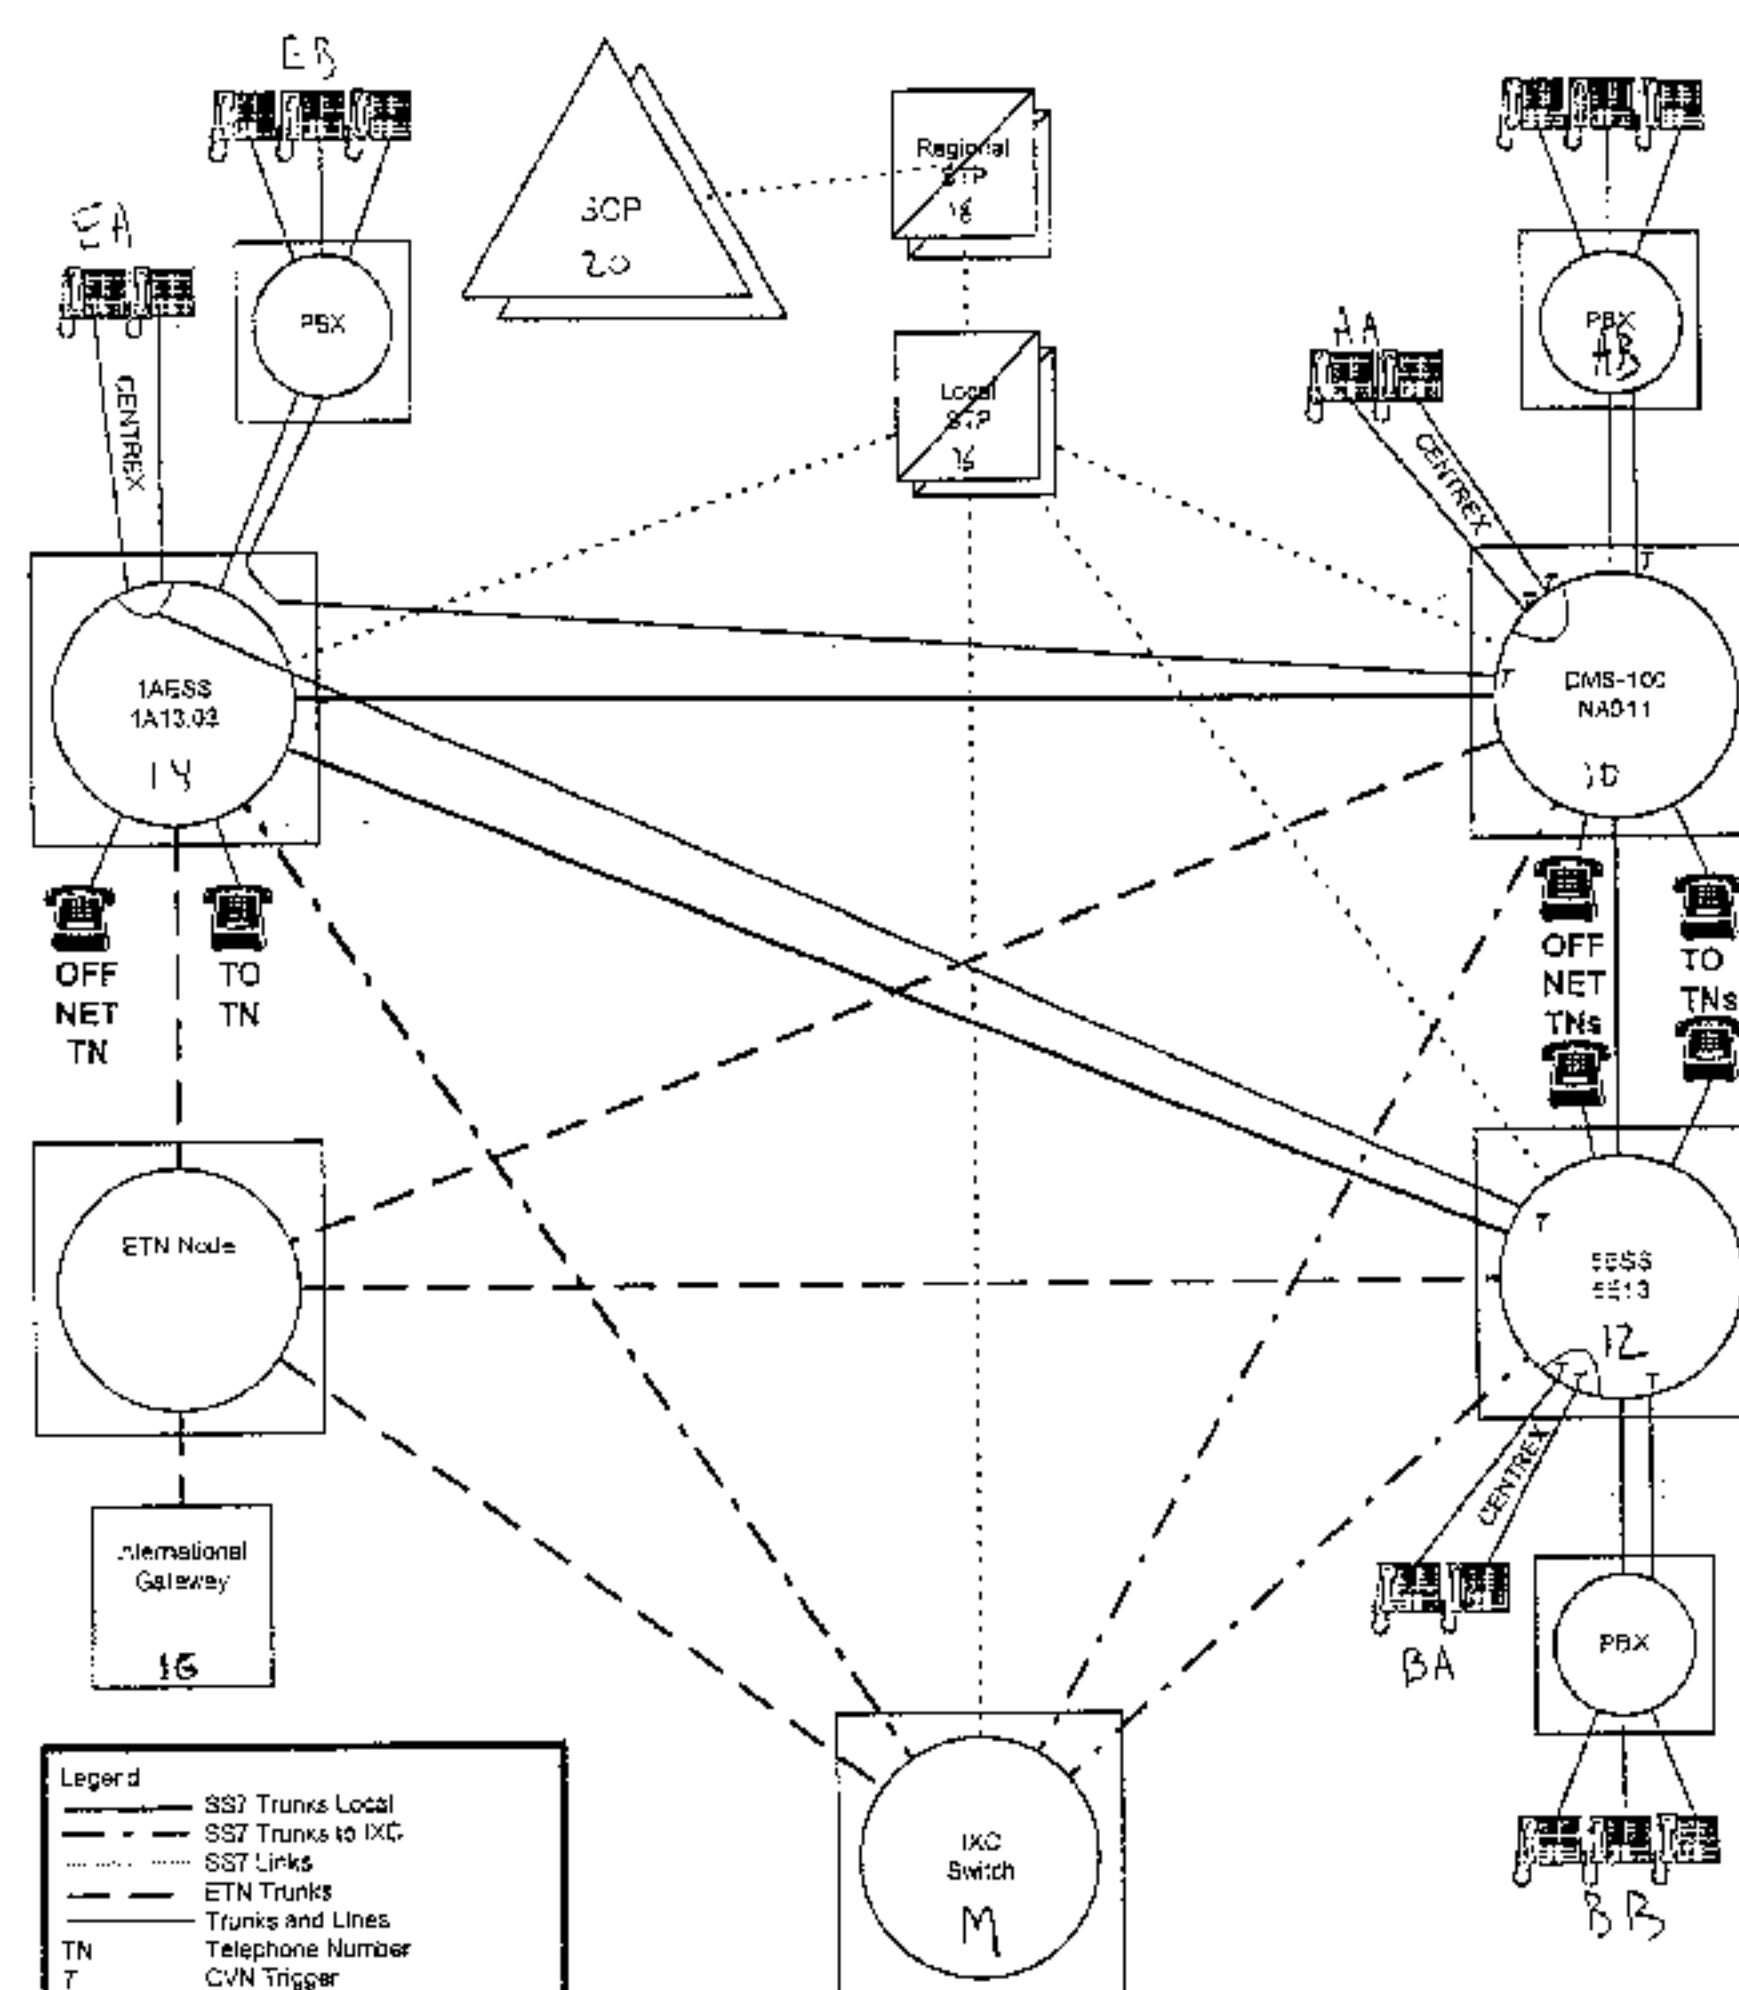 EB
SCP
20
Regional
STP
18
PBX
CENTREX
Local
STP
16
AA
CENTREX
PBX
AB
T
T
1AESS
1A13.03
14
T
DMS-100
NA011
10
OFF
NET
TN
TO
TN
OFF
NET
TNs
TO
TNs
ETN Node
T
5ESS
5E13
12
T
T
T
CENTREX
International
Gateway
BA
PBX
BB
IXC
Switch
M
Legend
SS7 Trunks Local
SS7 Trunks to IXC
SS7 Links
ETN Trunks
Trunks and Lines
TN Telephone Number
T CVN Trigger